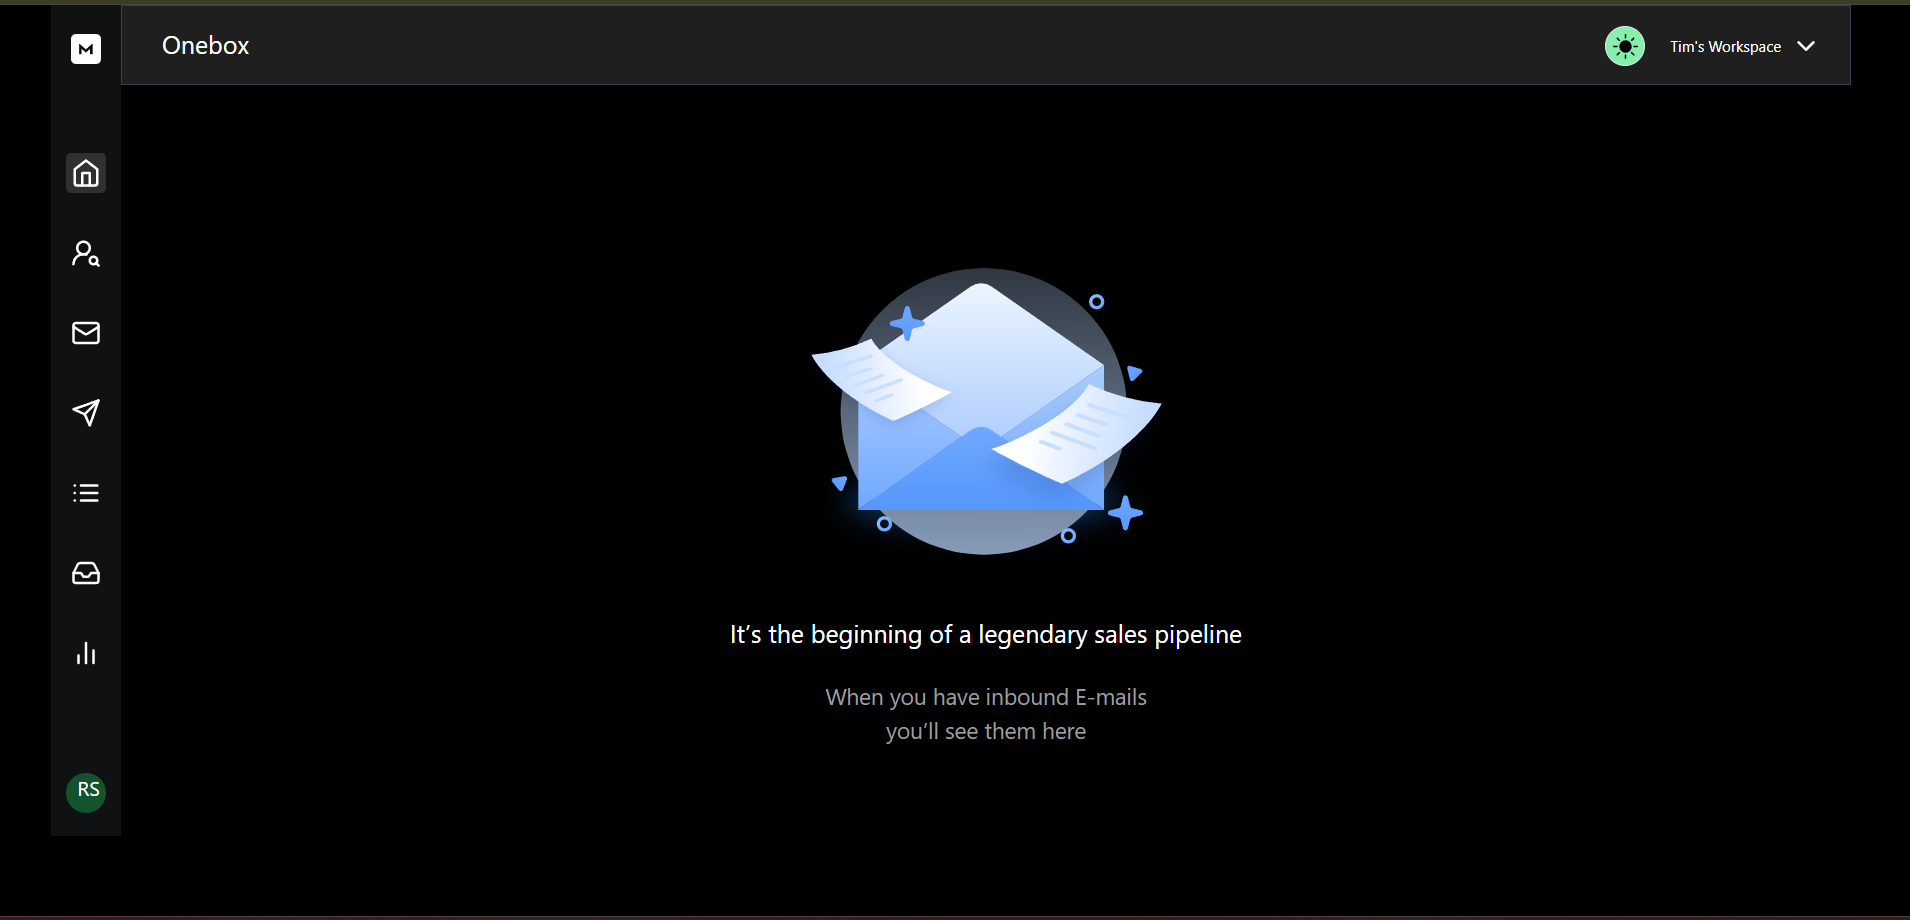 M
Onebox
Tim's Workspace
It’s the beginning of a legendary sales pipeline
When you have inbound E-mails
you’ll see them here
RS